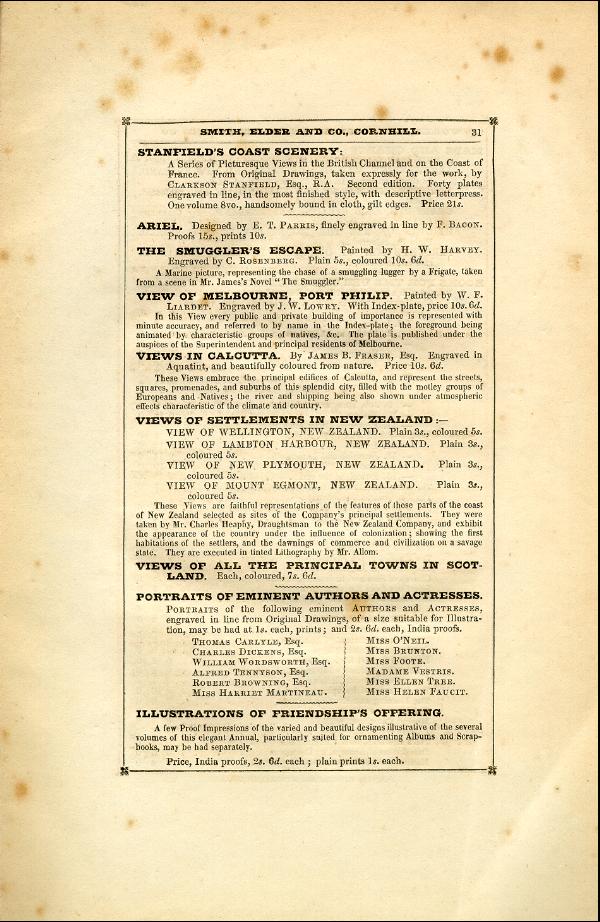 SMITH, ELDER AND CO., CORNHILL. 31
STANFIELD'S COAST SCENERY:
A Series of Picturesque Views in the British Channel and on the Coast of
France. From Original Drawings, taken expressly for the work, by
CLARKSON STANFIELD, Esq., R.A. Second edition. Forty plates
engraved in line, in the most finished style, with descriptive letterpress.
One volume 8vo., handsomely bound in cloth, gilt edges. Price 21s.
ARIEL. Designed by E. T. PARRIS, finely engraved in line by F. BACON.
Proofs 15s., prints 10s.
THE SMUGGLER'S ESCAPE. Painted by H. W. HARVEY.
Engraved by C. ROSENBERG. Plain 5s., coloured 10s. 6d.
A Marine picture, representing the chase of a smuggling lugger by a Frigate, taken
from a scene in Mr. James's Novel "The Smuggler."
VIEW OF MELBOURNE, PORT PHILIP. Painted by W. F.
LIARDET. Engraved by J. W. LOWRY. With Index-plate, price 10s. 6d.
In this View every public and private building of importance is represented with
minute accuracy, and referred to by name in the Index-plate; the foreground being
animated by characteristic groups of natives, &c. The plate is published under the
auspices of the Superintendent and principal residents of Melbourne.
VIEWS IN CALCUTTA. By JAMES B. FRASER, Esq. Engraved in
Aquatint, and beautifully coloured from nature. Price 10s. 6d.
These Views embrace the principal edifices of Calcutta, and represent the streets,
squares, promenades, and suburbs of this splendid city, filled with the motley groups of
Europeans and Natives; the river and shipping being also shown under atmospheric
effects characteristic of the climate and country.
VIEWS OF SETTLEMENTS IN NEW ZEALAND:—
VIEW OF WELLINGTON, NEW ZEALAND. Plain 3s., coloured 5s.
VIEW OF LAMBTON HARBOUR, NEW ZEALAND. Plain 3s.,
coloured 5s.
VIEW OF NEW PLYMOUTH, NEW ZEALAND. Plain 3s.,
coloured 5s.
VIEW OF MOUNT EGMONT, NEW ZEALAND. Plain 3s.,
coloured 5s.
These Views are faithful representations of the features of those parts of the coast
of New Zealand selected as sites of the Company's principal settlements. They were
taken by Mr. Charles Heaphy, Draughtsman to the New Zealand Company, and exhibit
the appearance of the country under the influence of colonization; showing the first
habitations of the settlers, and the dawnings of commerce and civilization on a savage
state. They are executed in tinted Lithography by Mr. Allom.
VIEWS OF ALL THE PRINCIPAL TOWNS IN SCOT-
LAND. Each, coloured, 7s. 6d.
PORTRAITS OF EMINENT AUTHORS AND ACTRESSES.
PORTRAITS of the following eminent AUTHORS and ACTRESSES,
engraved in line from Original Drawings, of a size suitable for Illustra-
tion, may be had at 1s. each, prints; and 2s. 6d. each, India proofs.
THOMAS CARLYLE, Esq.
CHARLES DICKENS, Esq.
WILLIAM WORDSWORTH, Esq.
ALFRED TENNYSON, Esq.
ROBERT BROWNING, Esq.
MISS HARRIET MARTINEAU.
MISS O'NEIL.
MISS BRUNTON.
MISS FOOTE.
MADAME VESTRIS.
MISS ELLEN TREE.
MISS HELEN FAUCIT.
ILLUSTRATIONS OF FRIENDSHIP'S OFFERING.
A few Proof Impressions of the varied and beautiful designs illustrative of the several
volumes of this elegant Annual, particularly suited for ornamenting Albums and Scrap-
books, may be had separately.
Price, India proofs, 2s. 6d. each; plain prints 1s. each.